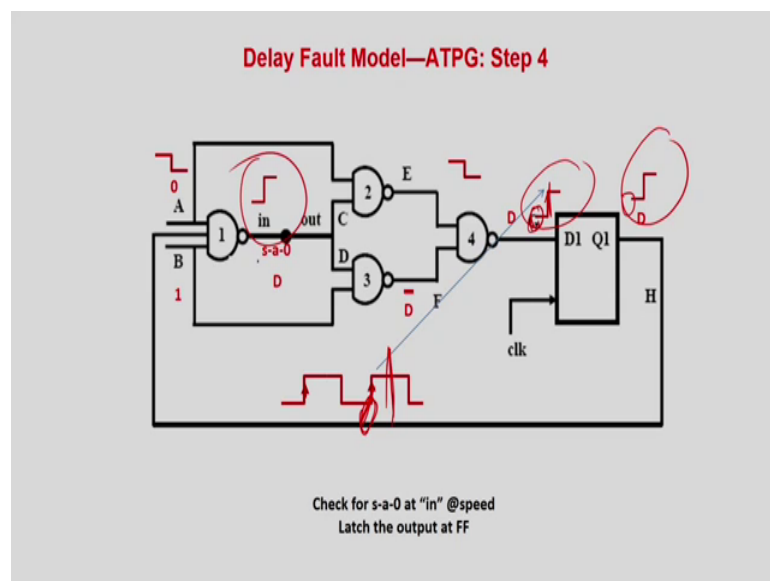 Delay Fault Model—ATPG: Step 4
0
A
in
out
C
E
2
D
D1 Q1
D
1
s-a-0
D
D
3
4
B
1
D
F
H
clk
Check for s-a-0 at “in” @speed
Latch the output at FF